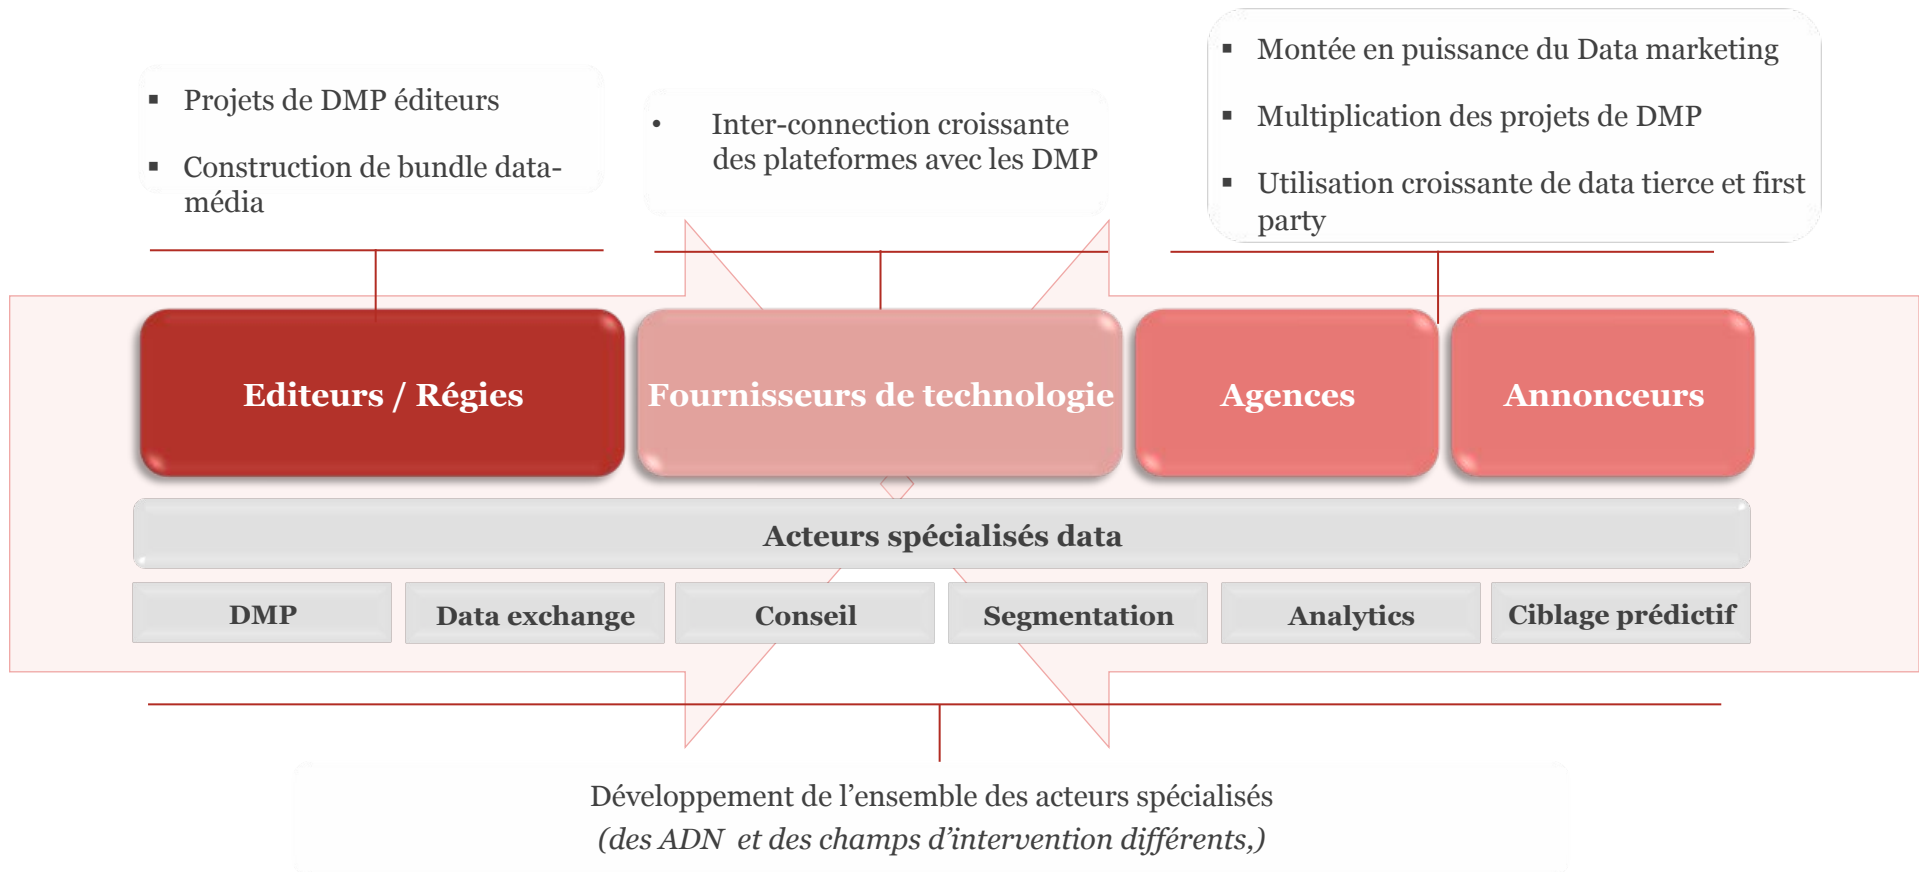 ▪ Projets de DMP éditeurs
▪ Construction de bundle data-
média
• Inter-connection croissante
des plateformes avec les DMP
▪ Montée en puissance du Data marketing
▪ Multiplication des projets de DMP
▪ Utilisation croissante de data tierce et first
party
Editeurs / Régies
Fournisseurs de technologie
Agences
Annonceurs
Acteurs spécialisés data
DMP
Data exchange
Conseil
Segmentation
Analytics
Ciblage prédictif
Développement de l’ensemble des acteurs spécialisés
(des ADN et des champs d’intervention différents,)